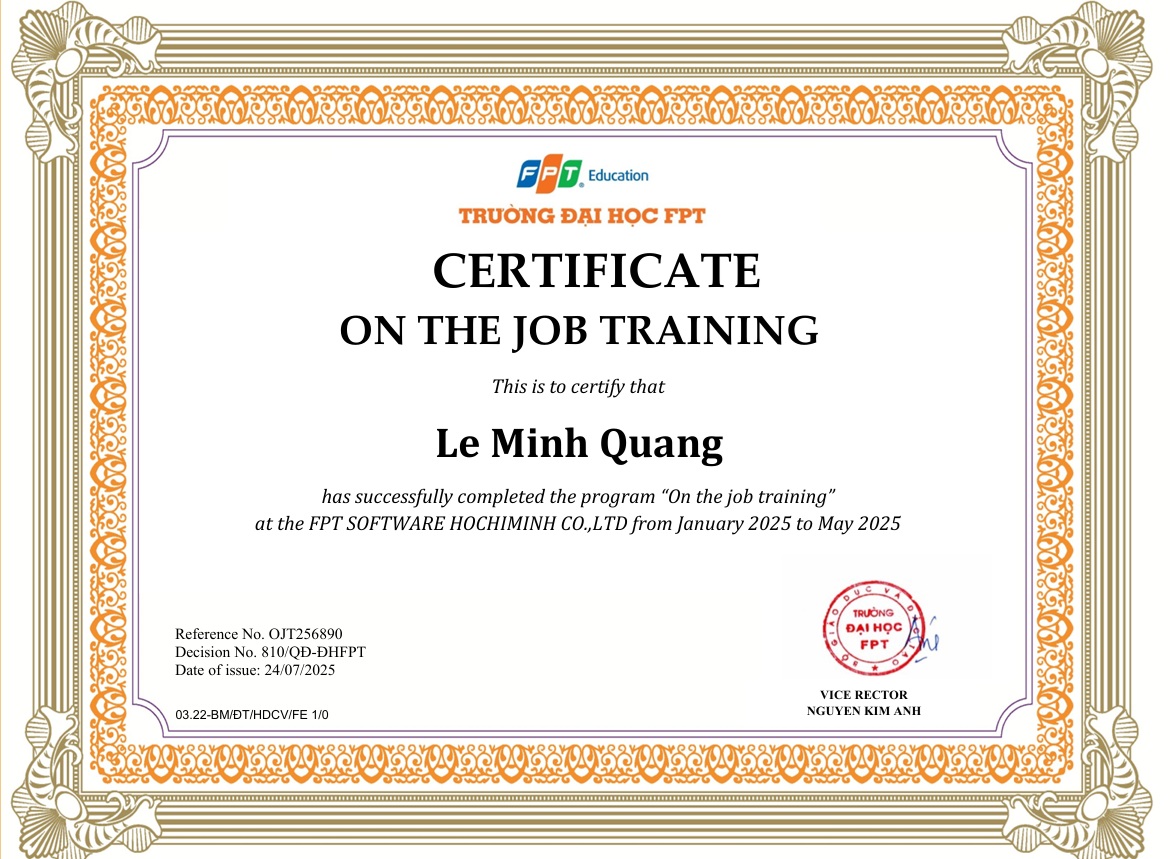 FPT Education
TRƯỜNG ĐẠI HỌC FPT
CERTIFICATE
ON THE JOB TRAINING
This is to certify that
Le Minh Quang
has successfully completed the program “On the job training”
at the FPT SOFTWARE HOCHIMINH CO.,LTD from January 2025 to May 2025
Reference No. OJT256890
Decision No. 810/QĐ-ĐHFPT
Date of issue: 24/07/2025
03.22-BM/ĐT/HDCV/FE 1/0
BỘ GIÁO DỤC VÀ ĐÀO TẠO
TRƯỜNG
ĐẠI HỌC
FPT
VICE RECTOR
NGUYEN KIM ANH